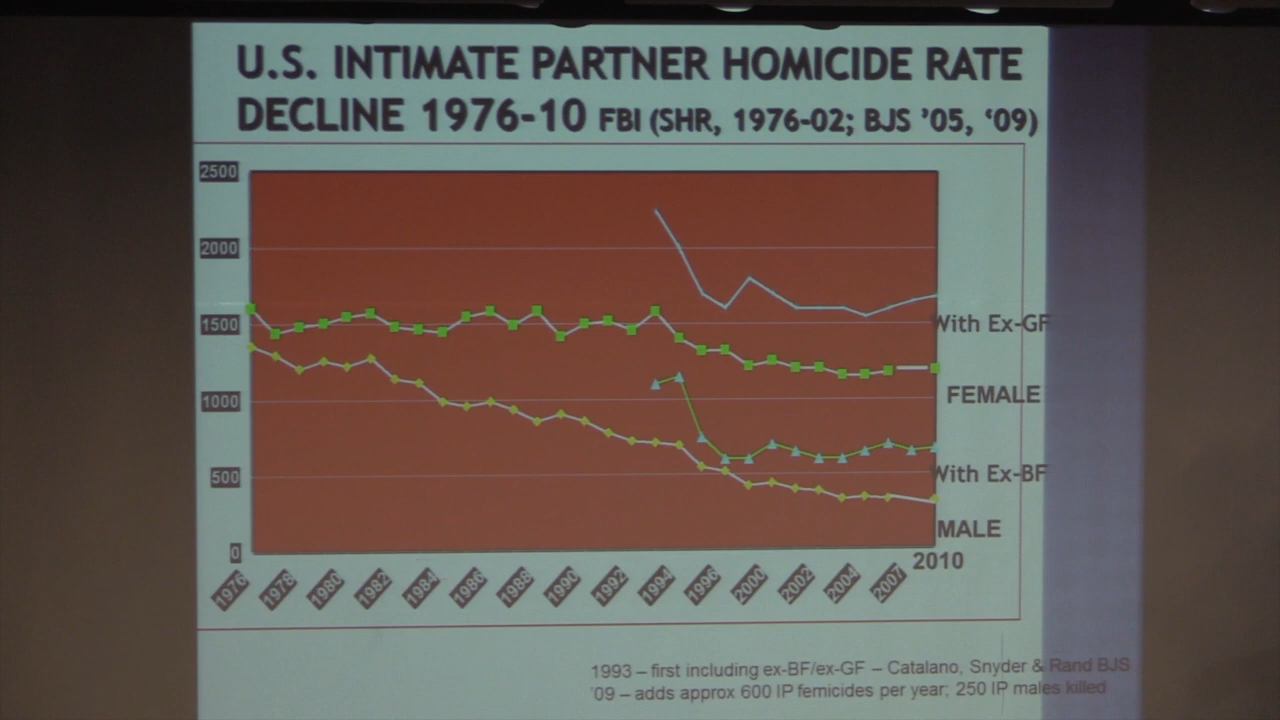 U.S. INTIMATE PARTNER HOMICIDE RATE
DECLINE 1976-10 FBI (SHR, 1976-02; BJS ’05, ‘09)
2500
2000
1500
1000
500
0
With Ex-GF
FEMALE
With Ex-BF
MALE
1976 1978 1980 1982 1984 1986 1988 1990 1992 1994 1996 2000 2002 2004 2007 2010
1993 – first including ex-BF/ex-GF – Catalano, Snyder & Rand BJS
’09 – adds approx 600 IP femicides per year; 250 IP males killed